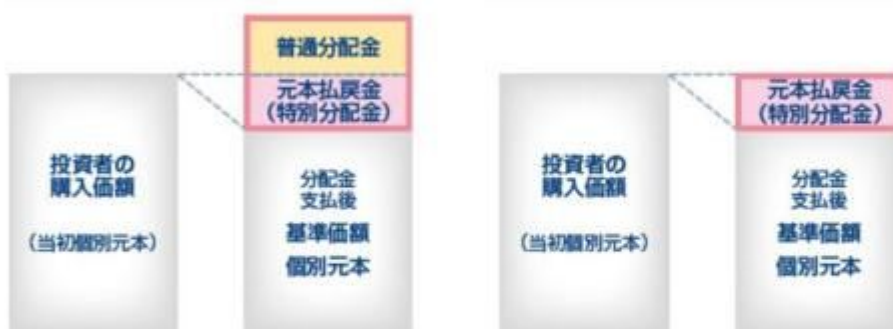 普通分配金
元本払戻金
(特別分配金)
投資者の
購入価額
(当初個別元本)
分配金
支払後
基準価額
個別元本
元本払戻金
(特別分配金)
投資者の
購入価額
(当初個別元本)
分配金
支払後
基準価額
個別元本